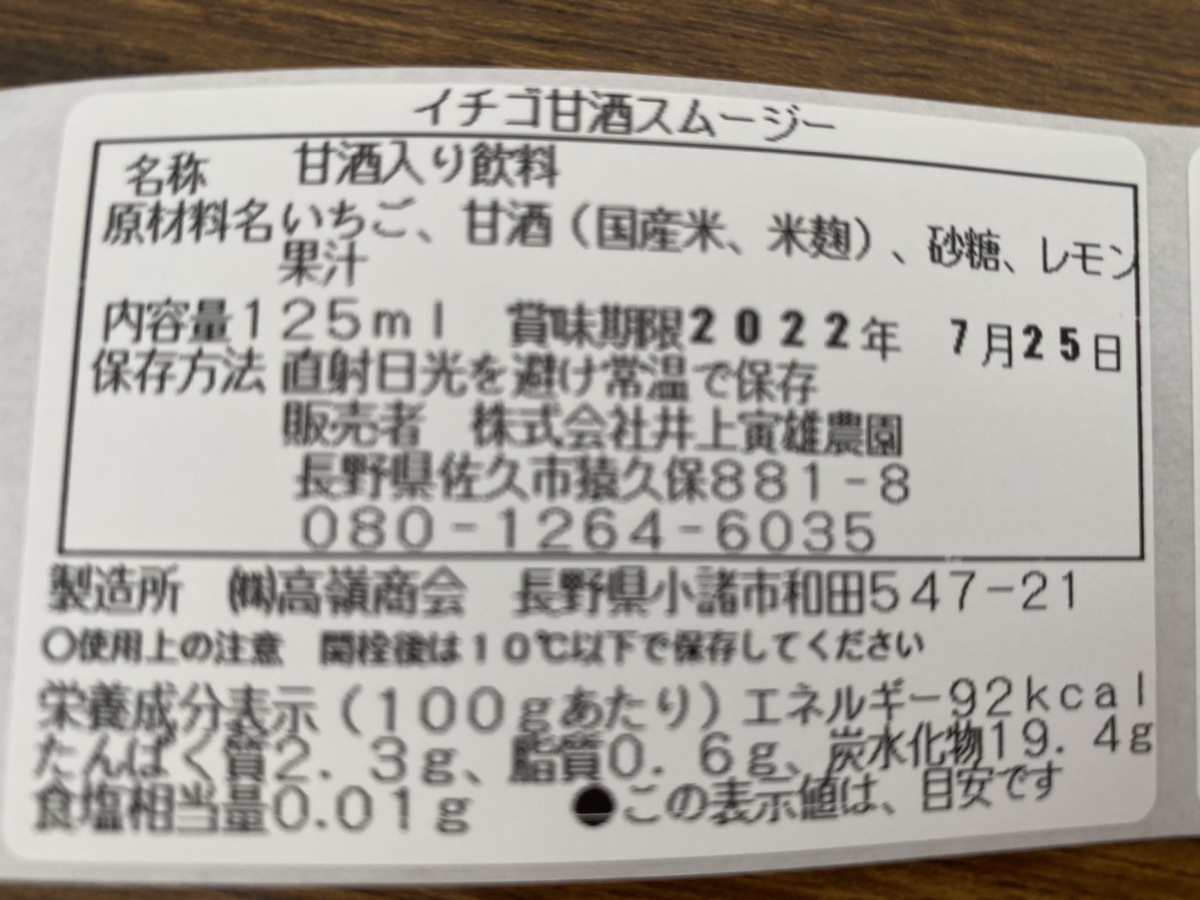 イチゴ甘酒スムージー
名称 甘酒入り飲料
原材料名いちご、甘酒（国産米、米麹）、砂糖、レモン
果汁
内容量125ml 賞味期限2022年 7月25日
保存方法 直射日光を避け常温で保存
販売者 株式会社井上寅雄農園
長野県佐久市猿久保881-8
080-1264-6035
製造所 ㈱高嶺商会 長野県小諸市和田547-21
〇使用上の注意 開栓後は10℃以下で保存してください
栄養成分表示（100gあたり）エネルギー92kcal
たんぱく質2.3g、脂質0.6g、炭水化物19.4g
食塩相当量0.01g ●この表示値は、目安です